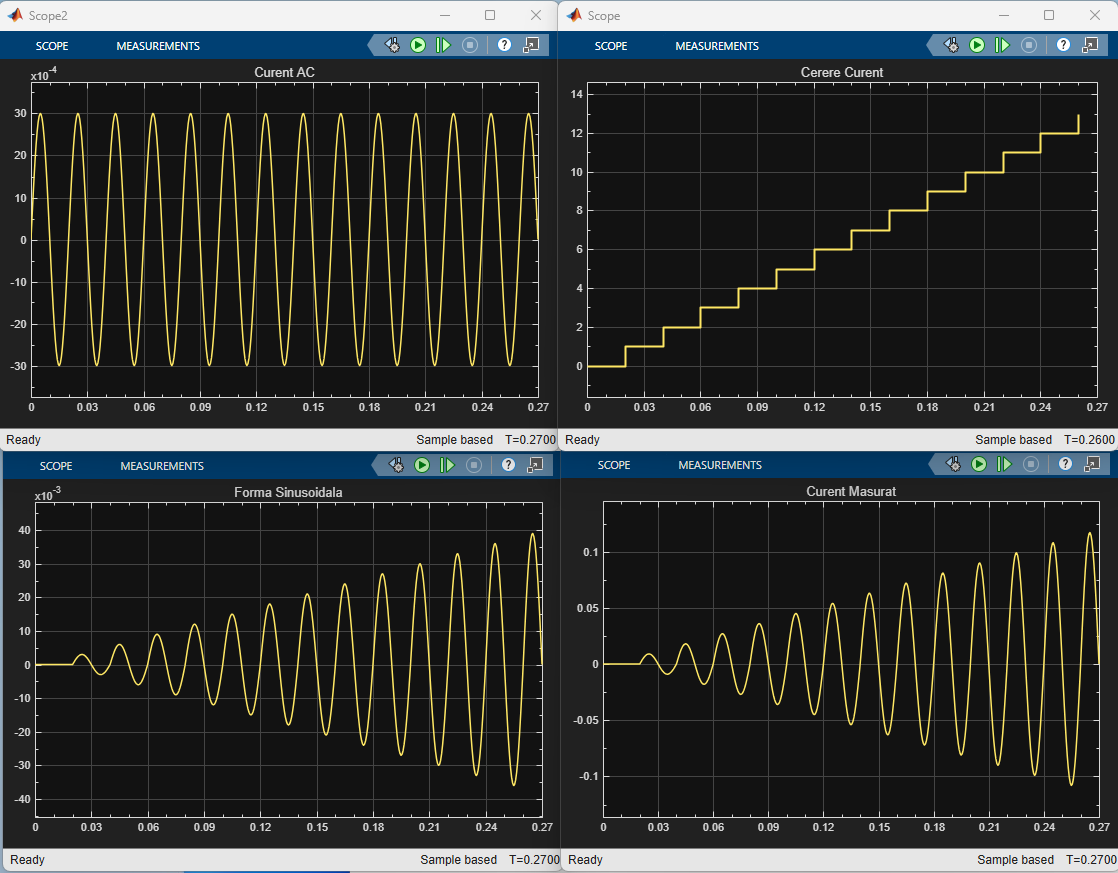 Scope2
SCOPE MEASUREMENTS ?
Curent AC
x10-4
30
20
10
0
-10
-20
-30
0 0.03 0.06 0.09 0.12 0.15 0.18 0.21 0.24 0.27
Ready Sample based T=0.2700
Scope
SCOPE MEASUREMENTS ?
Cerere Curent
14
12
10
8
6
4
2
0
0 0.03 0.06 0.09 0.12 0.15 0.18 0.21 0.24 0.27
Ready Sample based T=0.2600
SCOPE MEASUREMENTS ?
Forma Sinusoidala
x10-3
40
30
20
10
0
-10
-20
-30
-40
0 0.03 0.06 0.09 0.12 0.15 0.18 0.21 0.24 0.27
Ready Sample based T=0.2700
SCOPE MEASUREMENTS ?
Curent Masurat
0.1
0.05
0
-0.05
-0.1
0 0.03 0.06 0.09 0.12 0.15 0.18 0.21 0.24 0.27
Ready Sample based T=0.2700